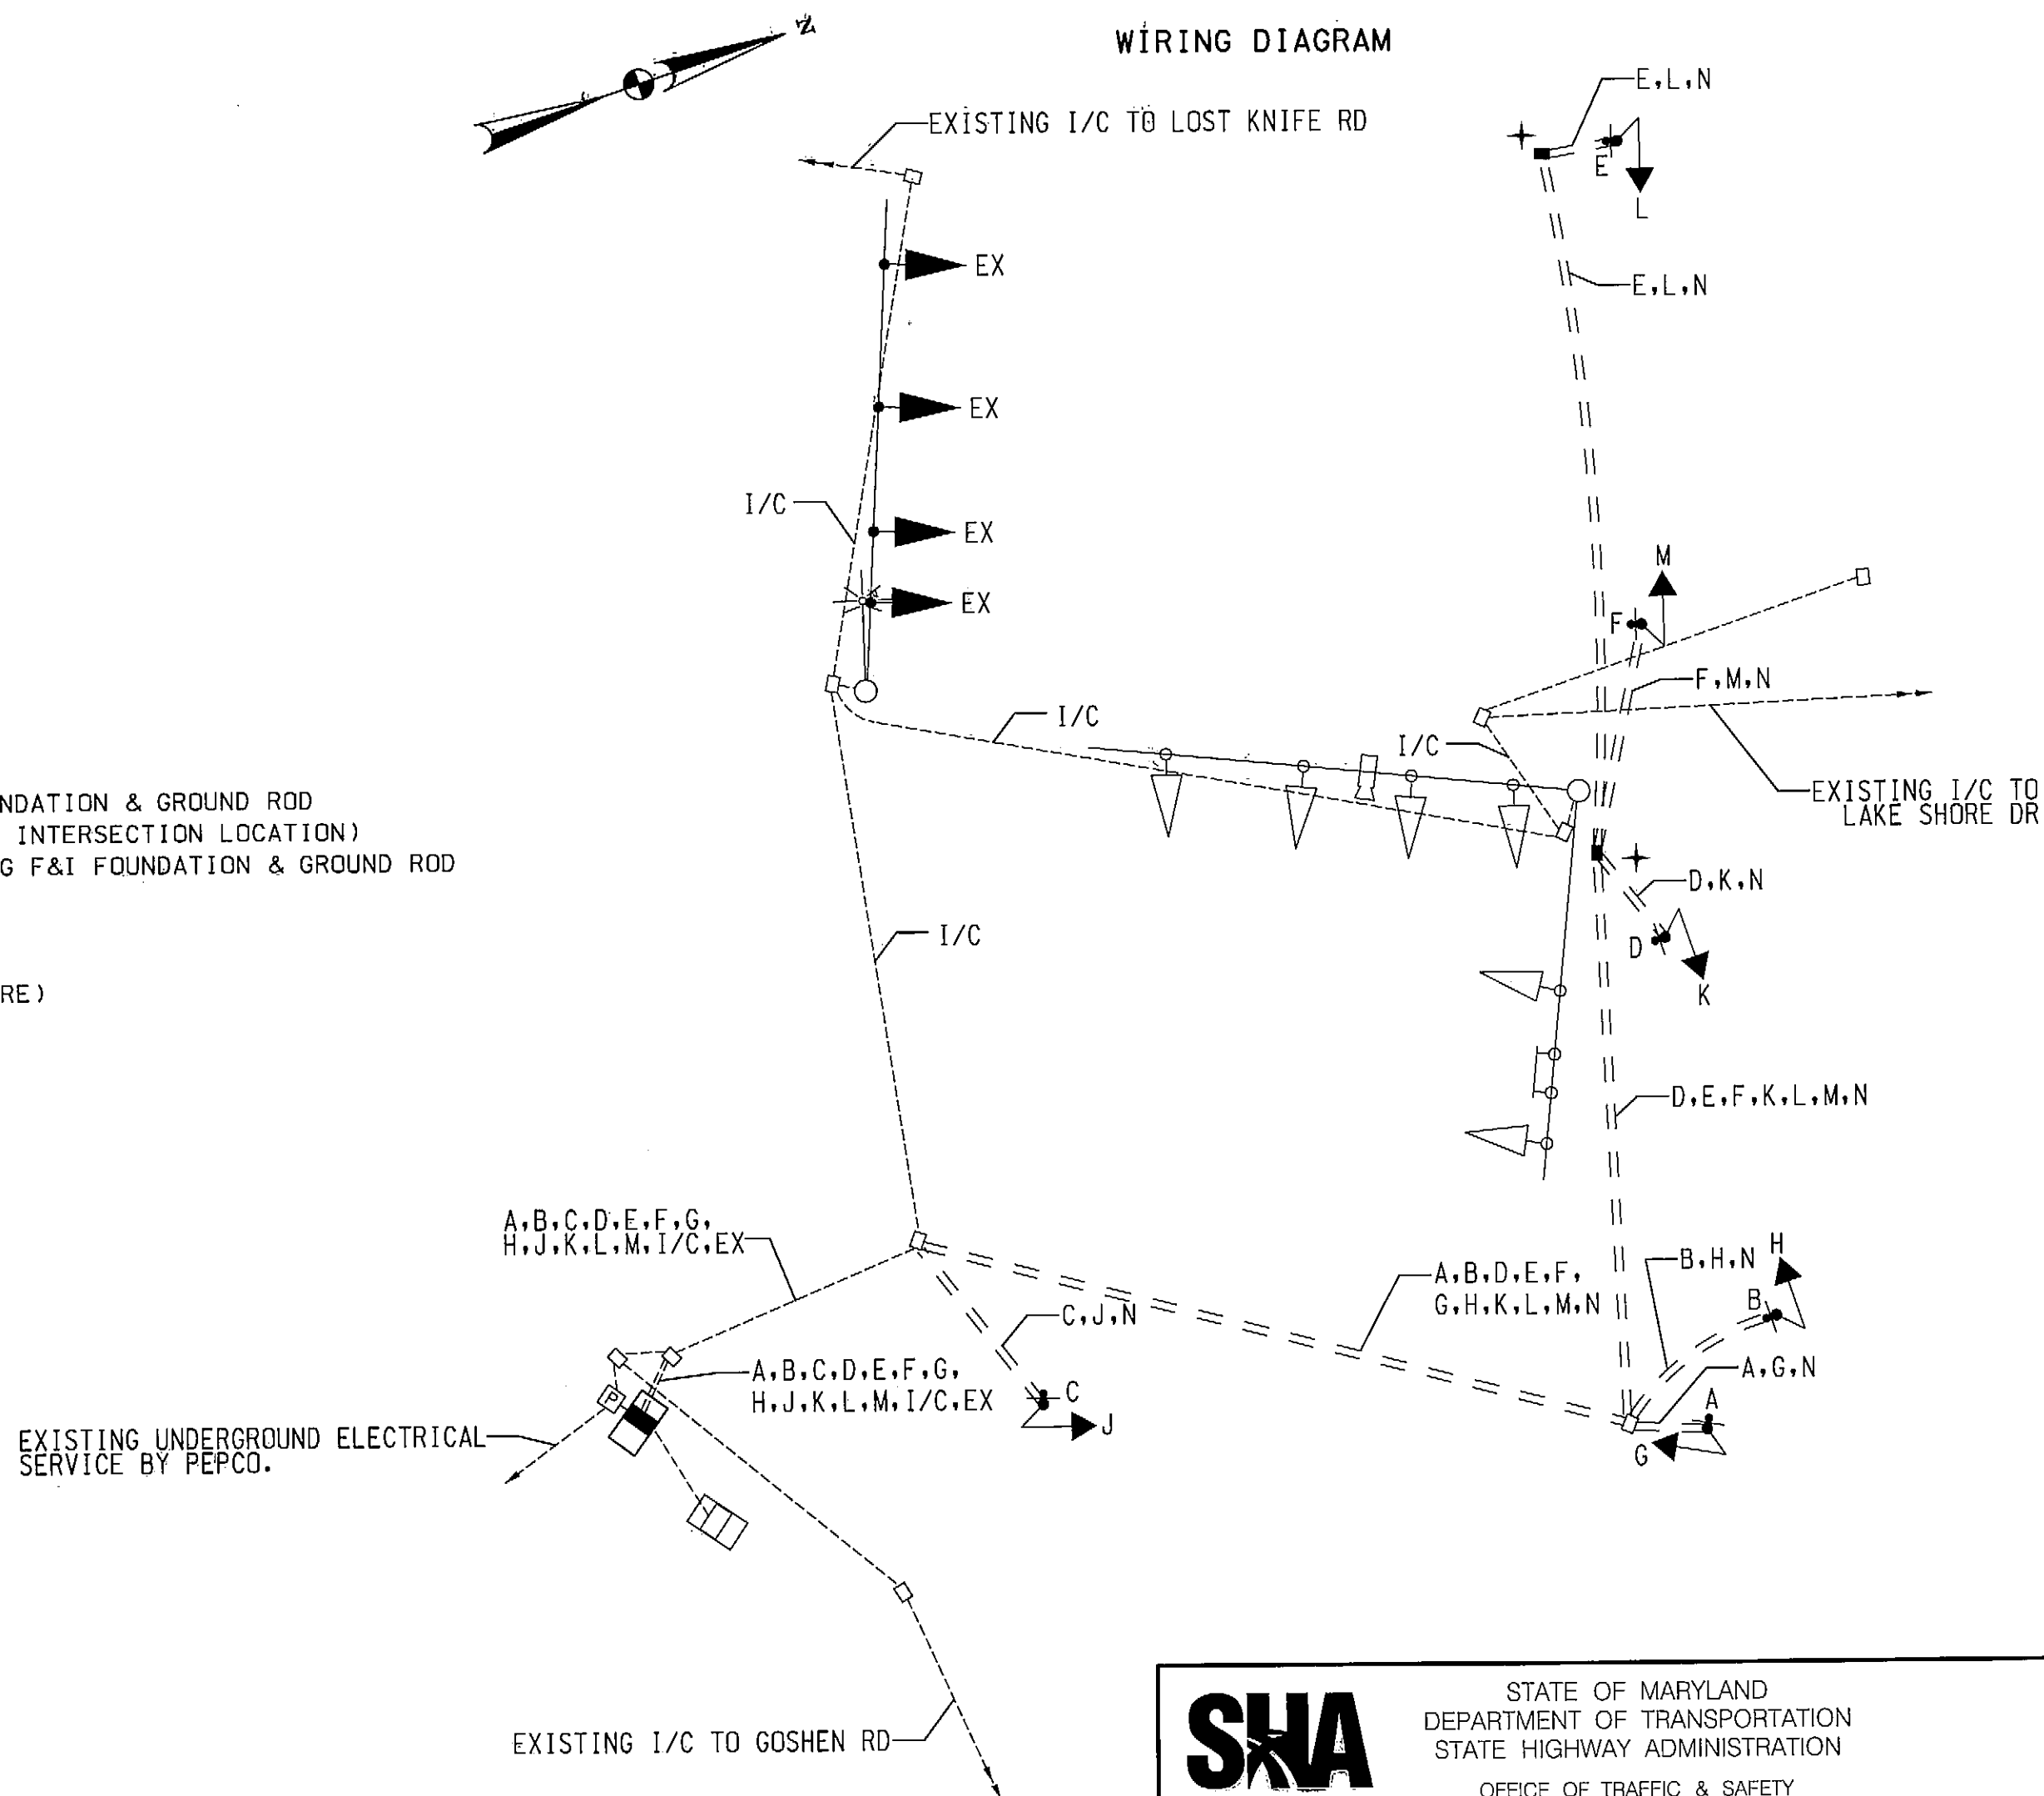 WIRING DIAGRAM
N
EXISTING I/C TO LOST KNIFE RD
E,L,N
E
L
EX
E,L,N
EX
I/C
EX
M
EX
F
F,M,N
I/C
I/C
EXISTING I/C TO
LAKE SHORE DR
NDATION & GROUND ROD
INTERSECTION LOCATION)
G F&I FOUNDATION & GROUND ROD
D,K,N
I/C
D
K
RE)
D,E,F,K,L,M,N
A,B,C,D,E,F,G,
H,J,K,L,M,I/C,EX
B,H,N
H
A,B,D,E,F,
G,H,K,L,M,N
B
C,J,N
A,B,C,D,E,F,G,
H,J,K,L,M,I/C,EX
A,G,N
C
J
A
G
P
EXISTING UNDERGROUND ELECTRICAL
SERVICE BY PEPCO.
EXISTING I/C TO GOSHEN RD
SHA
STATE OF MARYLAND
DEPARTMENT OF TRANSPORTATION
STATE HIGHWAY ADMINISTRATION
OFFICE OF TRAFFIC & SAFETY